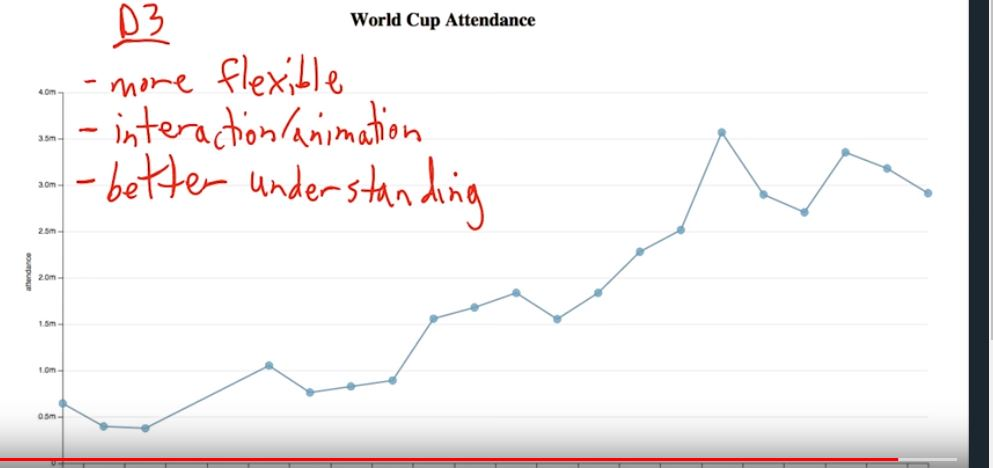 World Cup Attendance
D3
- more flexible
- interaction/animation
- better understanding
4.0m
3.5m
3.0m
2.5m
2.0m
1.5m
1.0m
0.5m
0
attendance